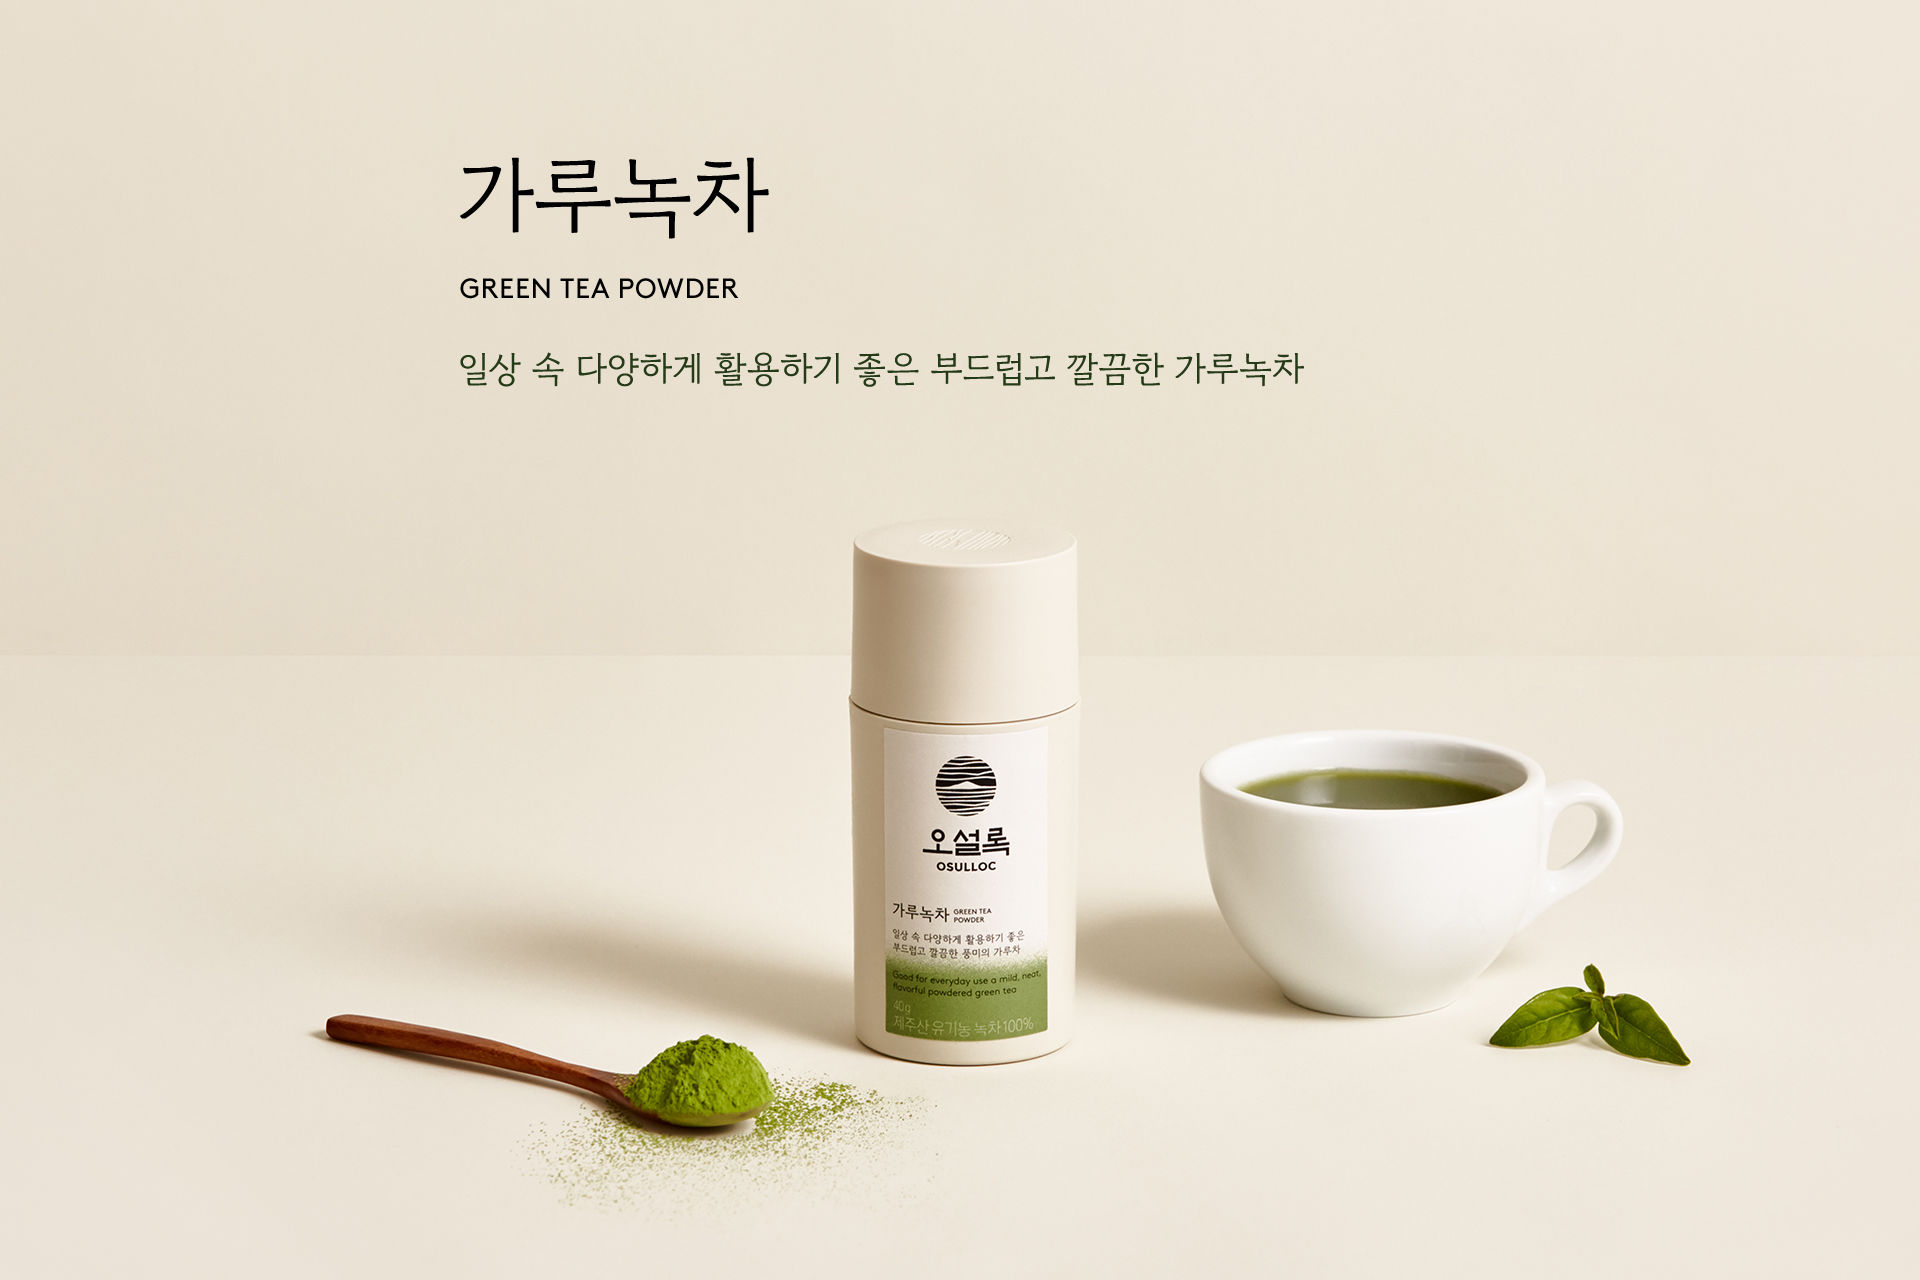 가루녹차
GREEN TEA POWDER
일상 속 다양하게 활용하기 좋은 부드럽고 깔끔한 가루녹차
오설록
OSULLOC
가루녹차 GREEN TEA
POWDER
일상 속 다양하게 활용하기 좋은
부드럽고 깔끔한 풍미의 가루차
Good for everyday use a mild, neat,
flavorful powdered green tea
40g
제주산 유기농 녹차 100%